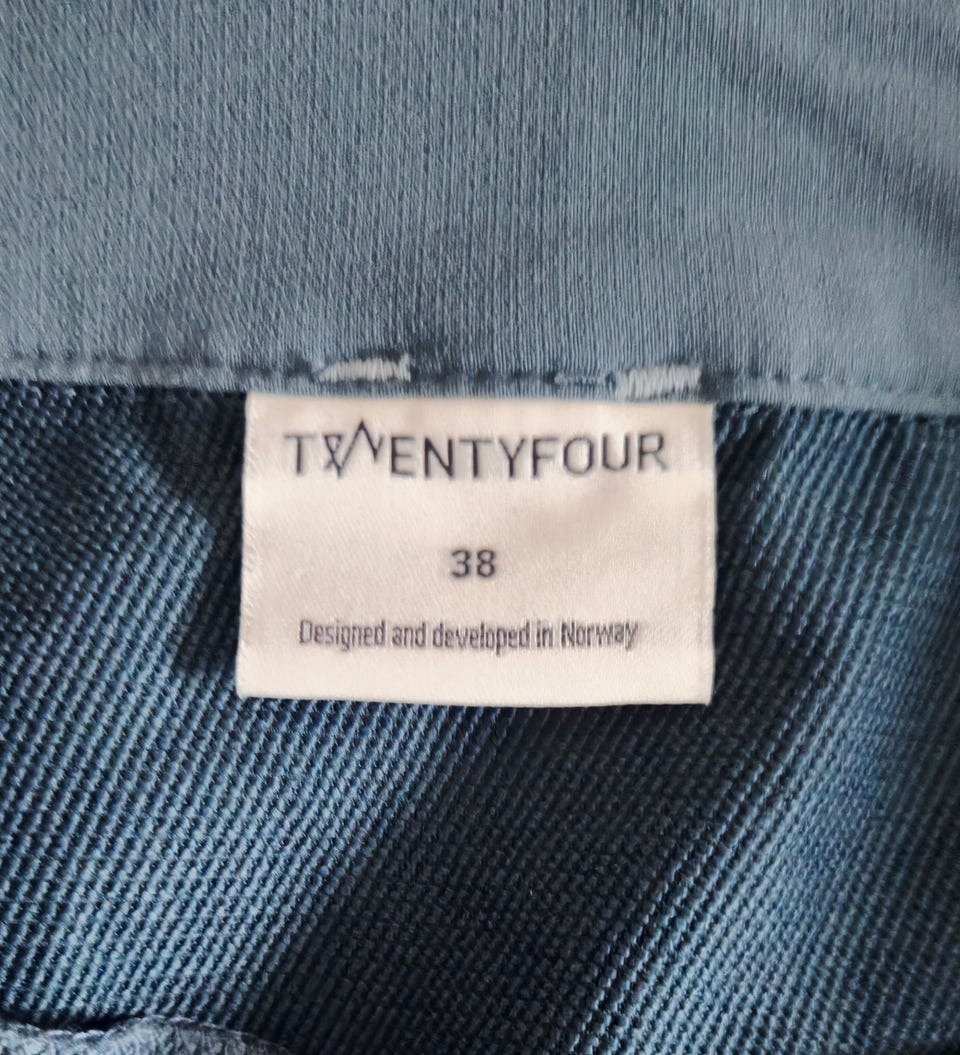 TWENTYFOUR
38
Designed and developed in Norway